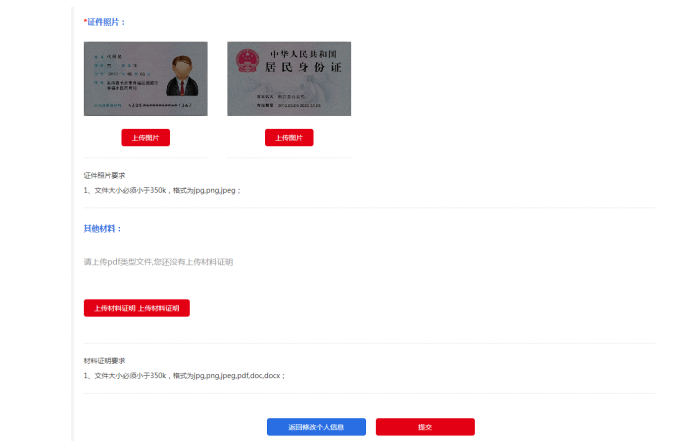 *证件照片：
中华人民共和国
居民身份证
上传图片
上传图片
证件照片要求
1、文件大小必须小于350k，格式为jpg,png,jpeg；
其他材料：
请上传pdf类型文件,您还没有上传材料证明
上传材料证明 上传材料证明
材料证明要求
1、文件大小必须小于350k，格式为jpg,png,jpeg,pdf,doc,docx；
返回修改个人信息
提交